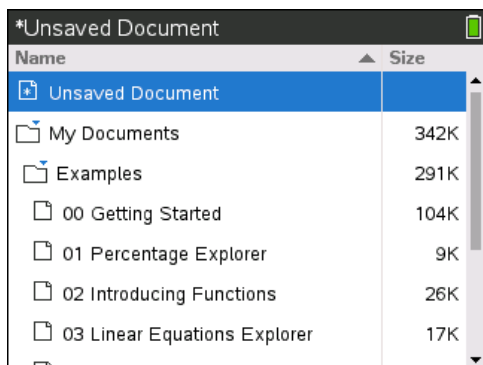 *Unsaved Document
Name Size
Unsaved Document
My Documents 342K
Examples 291K
00 Getting Started 104K
01 Percentage Explorer 9K
02 Introducing Functions 26K
03 Linear Equations Explorer 17K